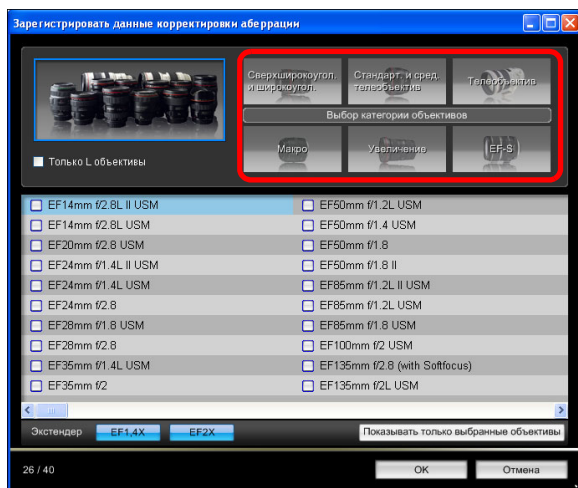 Зарегистрировать данные корректировки аберрации
Сверхширокоугол. и широкоугол.
Стандарт. и сред. телеобъектив
Телеобъектив
Выбор категории объективов
Макро
Увеличение
EF-S
Только L объективы
EF14mm f/2.8L II USM
EF50mm f/1.2L USM
EF14mm f/2.8L USM
EF50mm f/1.4 USM
EF20mm f/2.8 USM
EF50mm f/1.8
EF24mm f/1.4L II USM
EF50mm f/1.8 II
EF24mm f/1.4L USM
EF85mm f/1.2L II USM
EF24mm f/2.8
EF85mm f/1.2L USM
EF28mm f/1.8 USM
EF85mm f/1.8 USM
EF28mm f/2.8
EF100mm f/2 USM
EF35mm f/1.4L USM
EF135mm f/2.8 (with Softfocus)
EF35mm f/2
EF135mm f/2L USM
Экстендер
EF1,4X
EF2X
Показывать только выбранные объективы
26 / 40
OK
Отмена